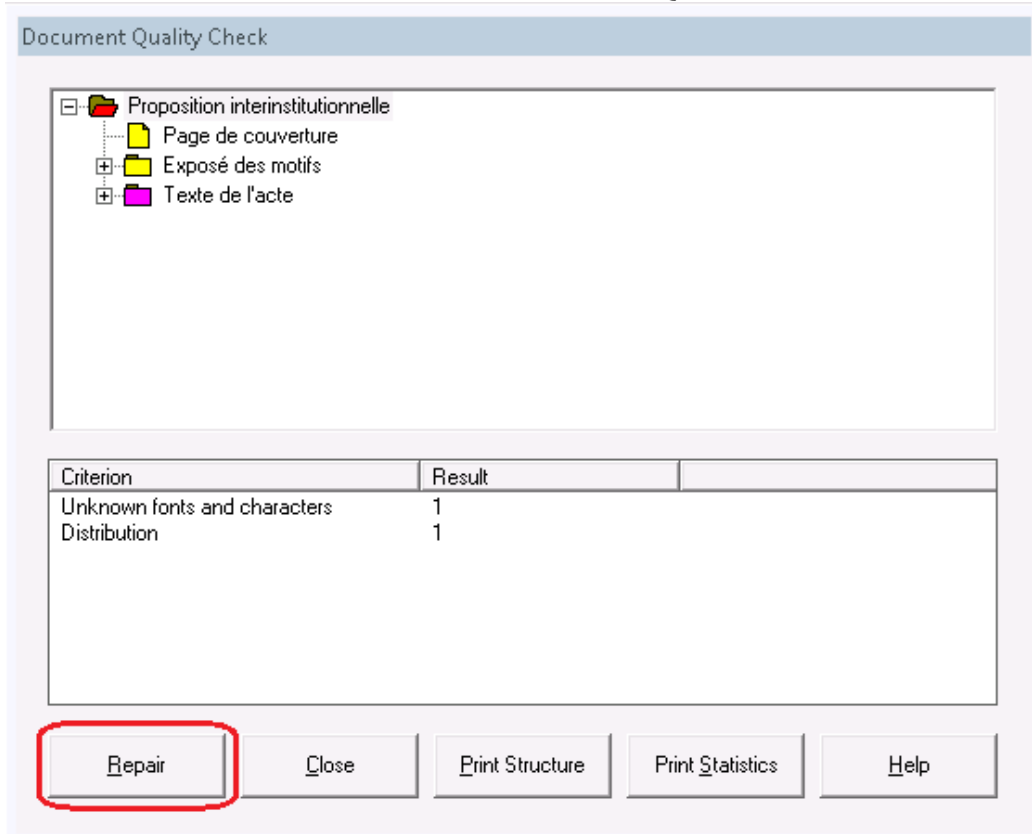 Document Quality Check
Proposition interinstitutionnelle
Page de couverture
Exposé des motifs
Texte de l'acte
Criterion Result
Unknown fonts and characters 1
Distribution 1
Repair Close Print Structure Print Statistics Help